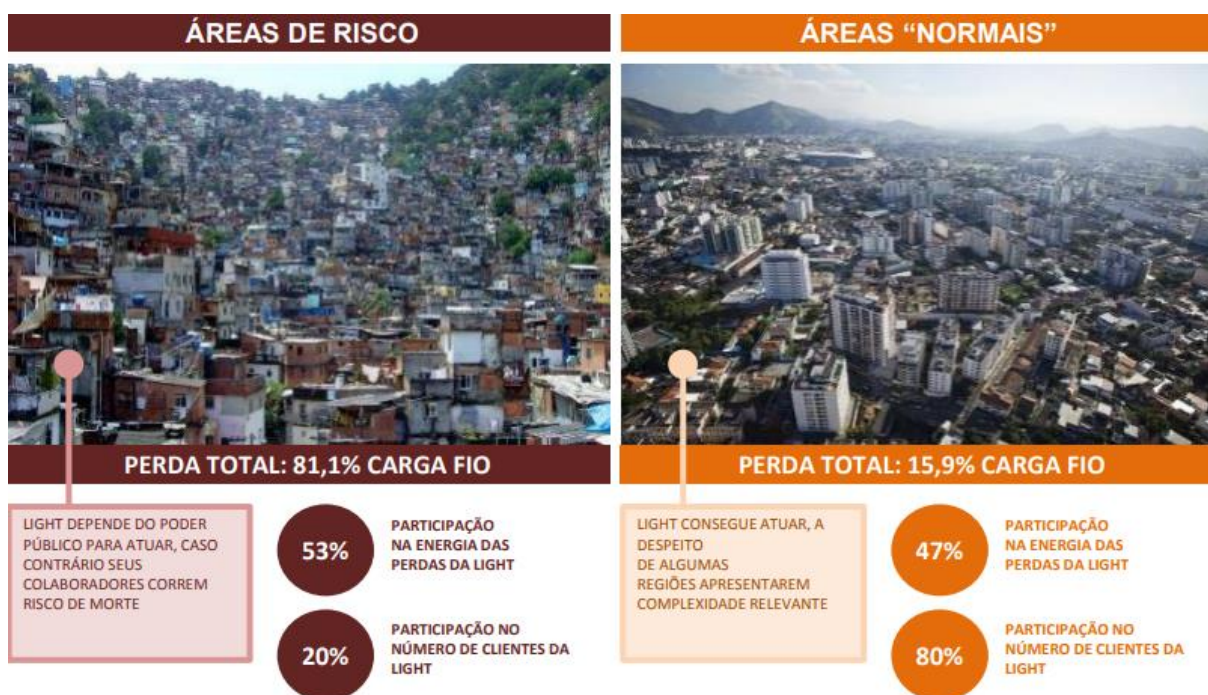 ÁREAS DE RISCO
PERDA TOTAL: 81,1% CARGA FIO
LIGHT DEPENDE DO PODER
PÚBLICO PARA ATUAR, CASO
CONTRÁRIO SEUS
COLABORADORES CORREM
RISCO DE MORTE
53%
PARTICIPAÇÃO
NA ENERGIA DAS
PERDAS DA LIGHT
20%
PARTICIPAÇÃO NO
NÚMERO DE CLIENTES DA
LIGHT
ÁREAS “NORMAIS”
PERDA TOTAL: 15,9% CARGA FIO
LIGHT CONSEGUE ATUAR, A
DESPEITO
DE ALGUMAS
REGIÕES APRESENTAREM
COMPLEXIDADE RELEVANTE
47%
PARTICIPAÇÃO
NA ENERGIA DAS
PERDAS DA LIGHT
80%
PARTICIPAÇÃO NO
NÚMERO DE CLIENTES DA
LIGHT